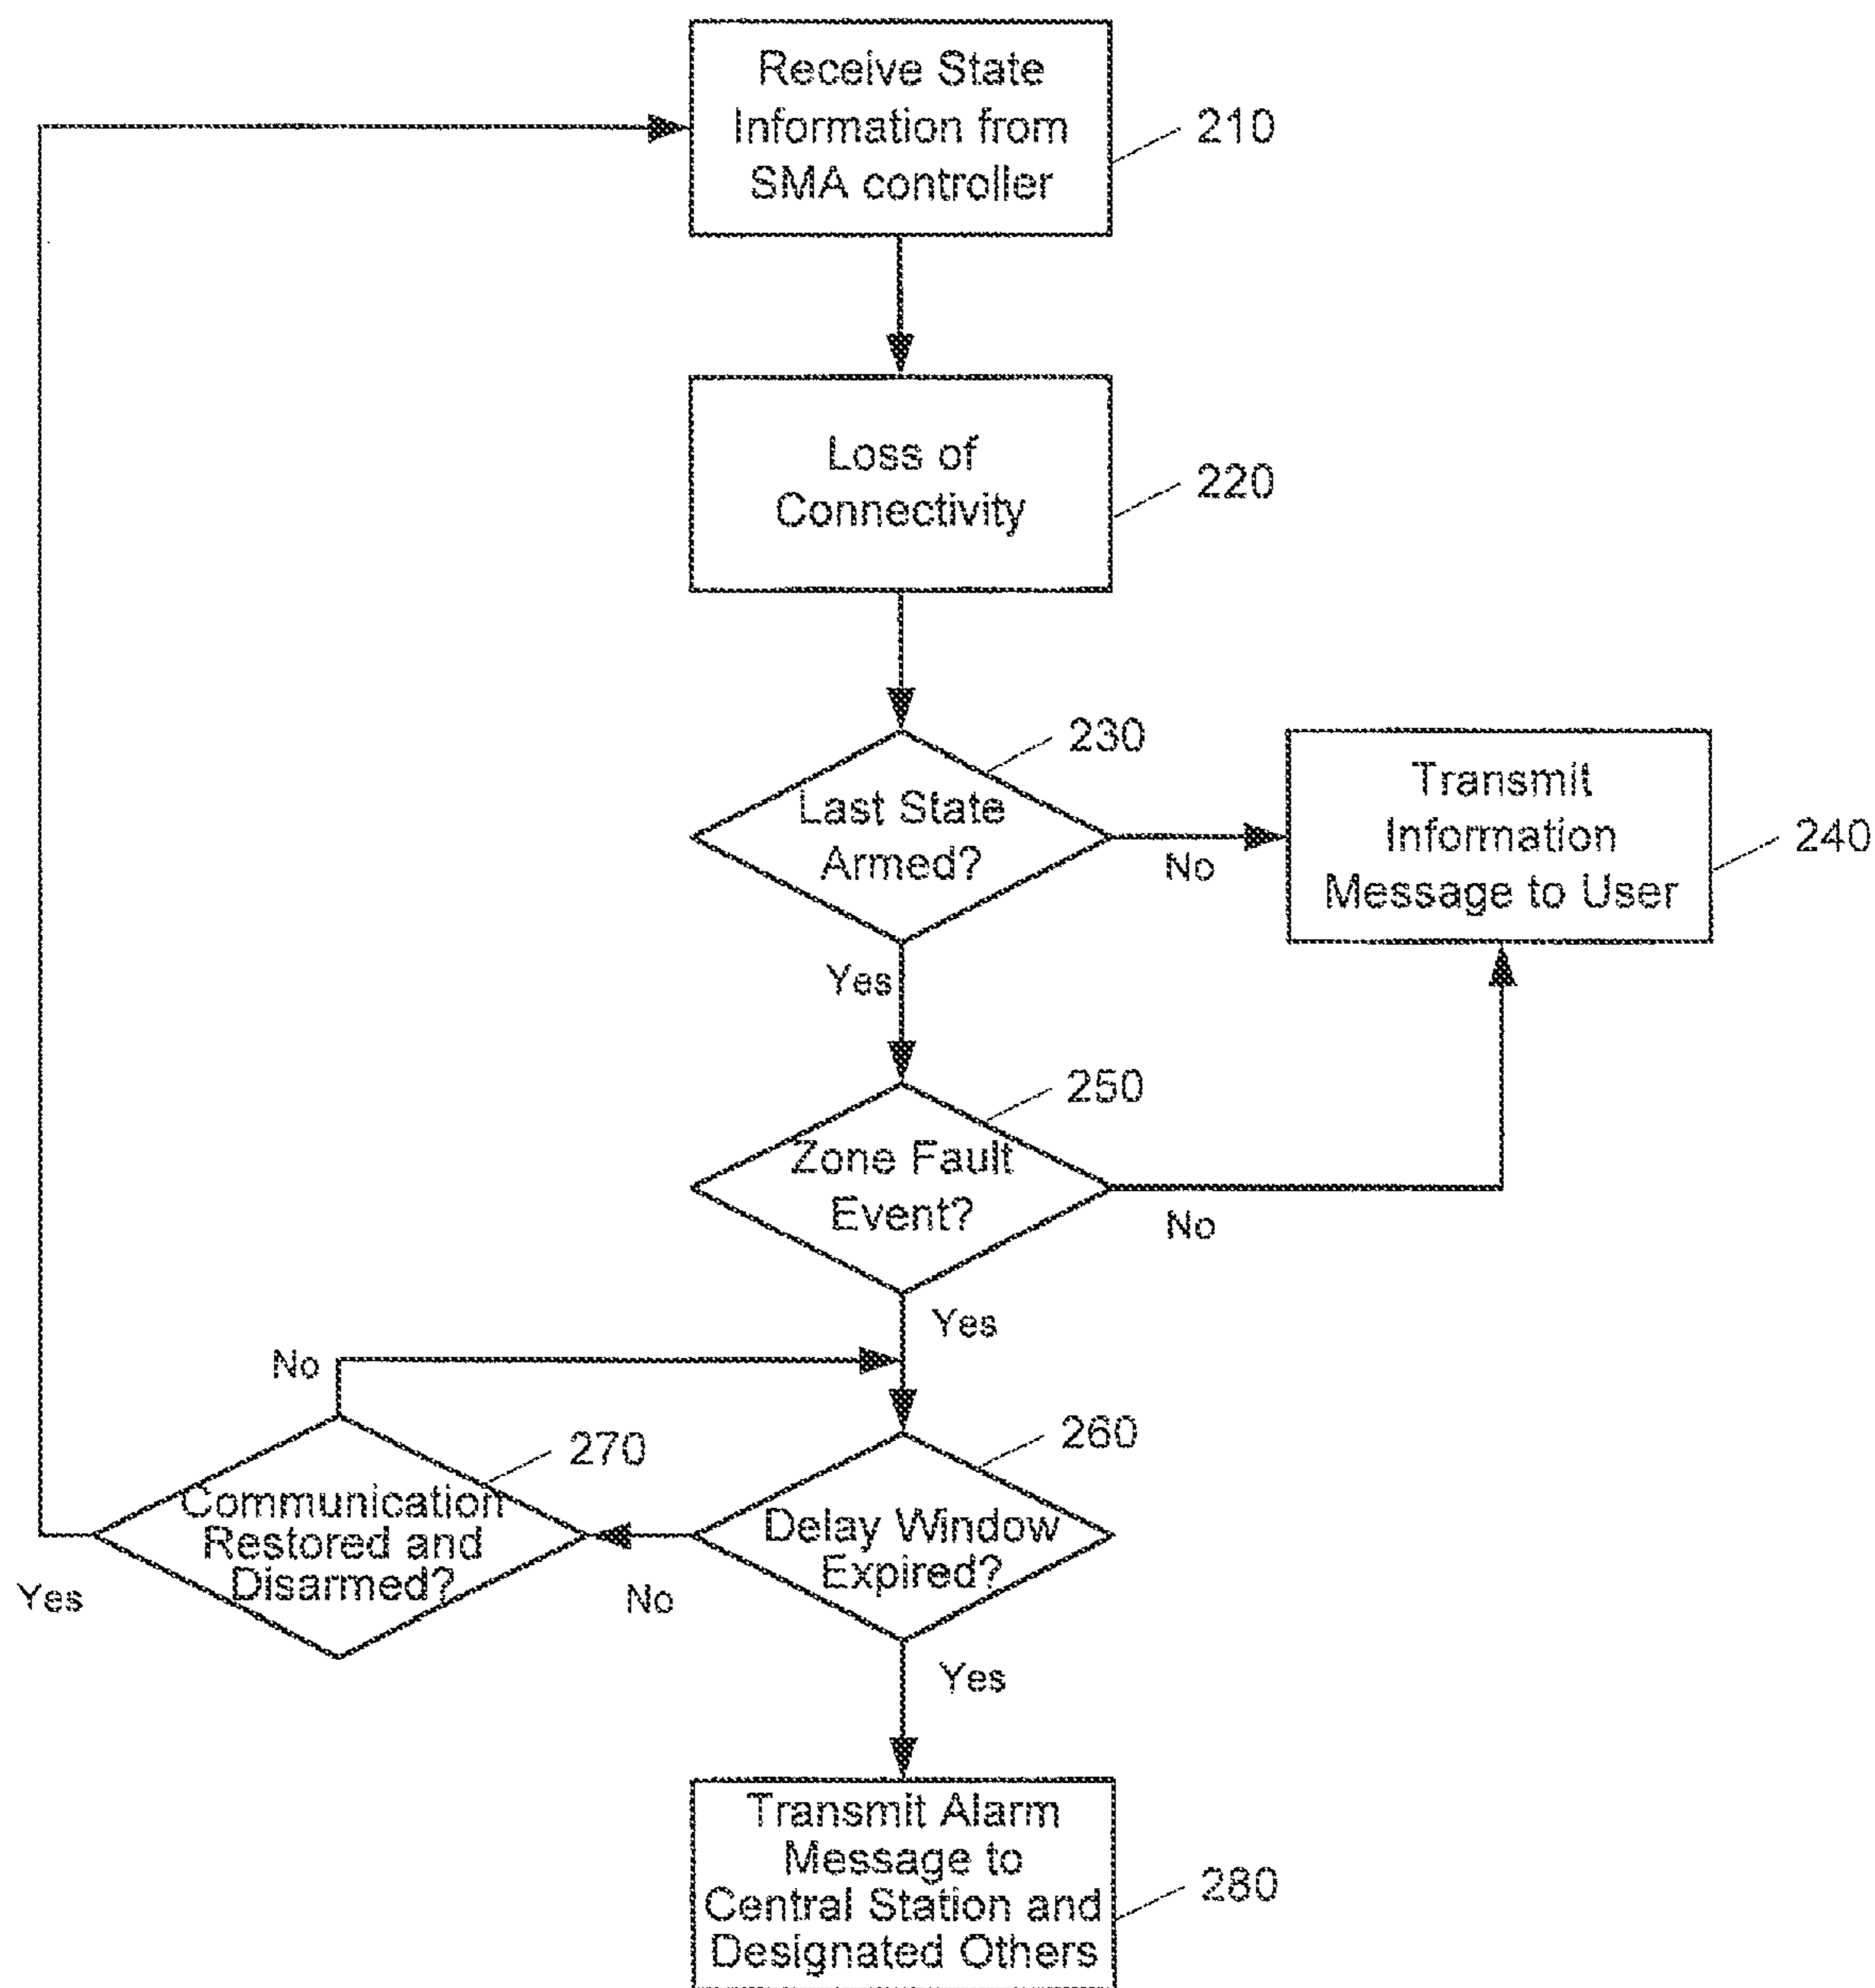 Receive State
Information from
SMA controller
210
Loss of
Connectivity
220
230
Last State
Armed?
No
Yes
Transmit
Information
Message to User
240
250
Zone Fault
Event?
No
Yes
No
260
270
Communication
Restored and
Disarmed?
Yes
No
Delay Window
Expired?
Yes
Transmit Alarm
Message to
Central Station and
Designated Others
280